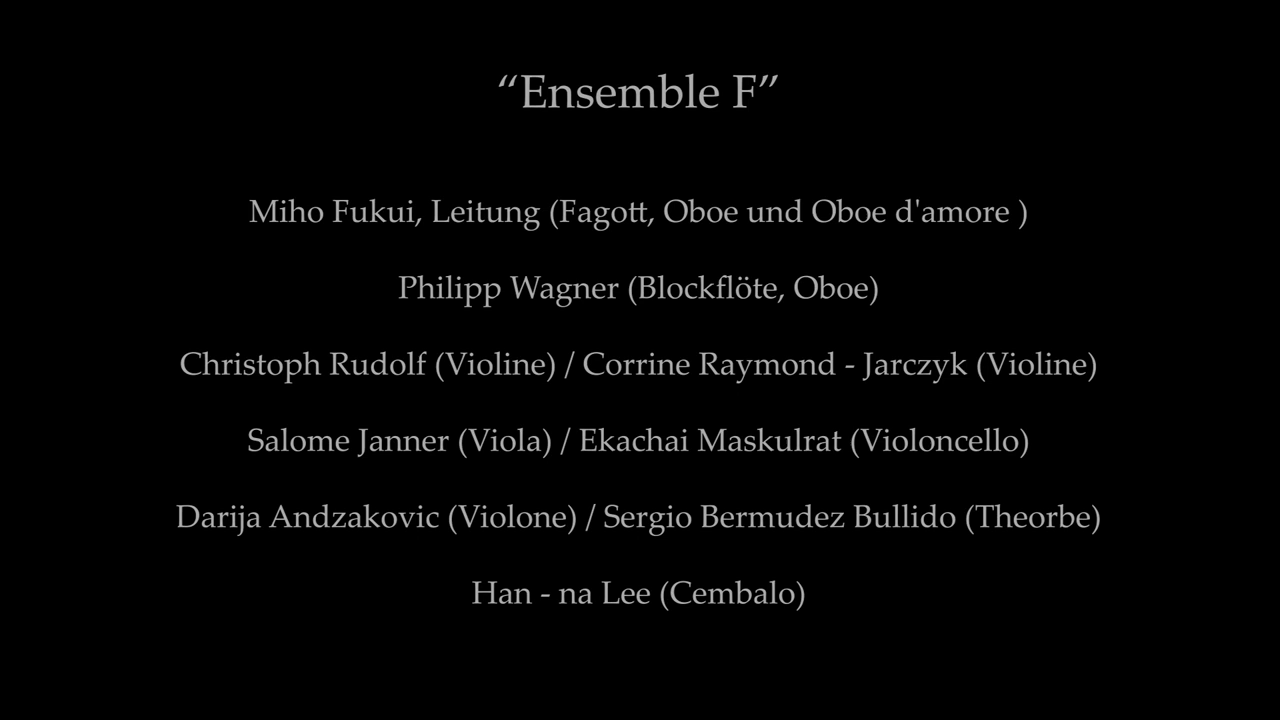 “Ensemble F”
Miho Fukui, Leitung (Fagott, Oboe und Oboe d'amore )
Philipp Wagner (Blockflöte, Oboe)
Christoph Rudolf (Violine) / Corrine Raymond - Jarczyk (Violine)
Salome Janner (Viola) / Ekachai Maskulrat (Violoncello)
Darija Andzakovic (Violone) / Sergio Bermudez Bullido (Theorbe)
Han - na Lee (Cembalo)